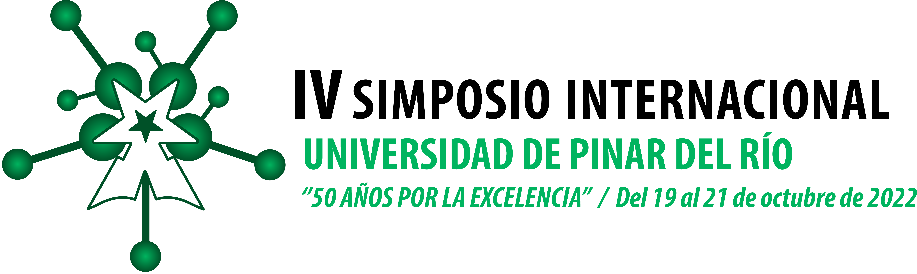 IV SIMPOSIO INTERNACIONAL
UNIVERSIDAD DE PINAR DEL RÍO
"50 AÑOS POR LA EXCELENCIA" / Del 19 al 21 de octubre de 2022